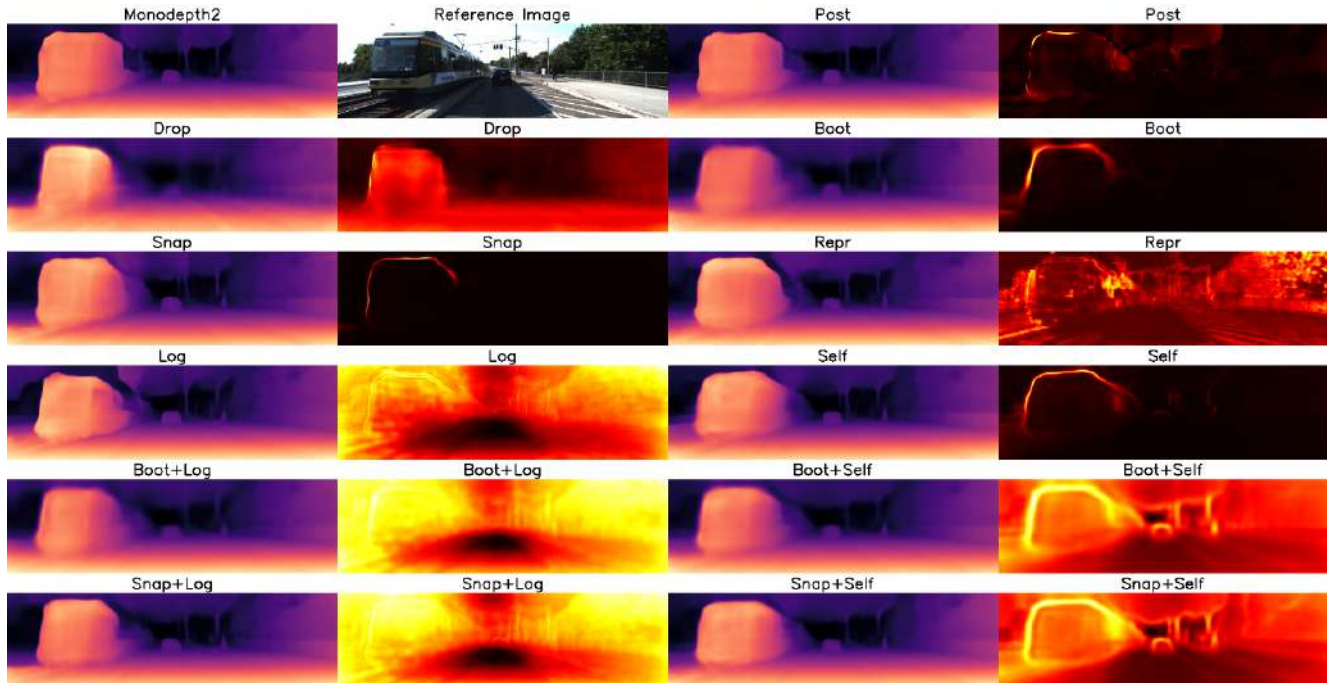 Monodepth2 Reference Image Post Post
Drop Drop Boot Boot
Snap Snap Repr Repr
Log Log Self Self
Boot+Log Boot+Log Boot+Self Boot+Self
Snap+Log Snap+Log Snap+Self Snap+Self